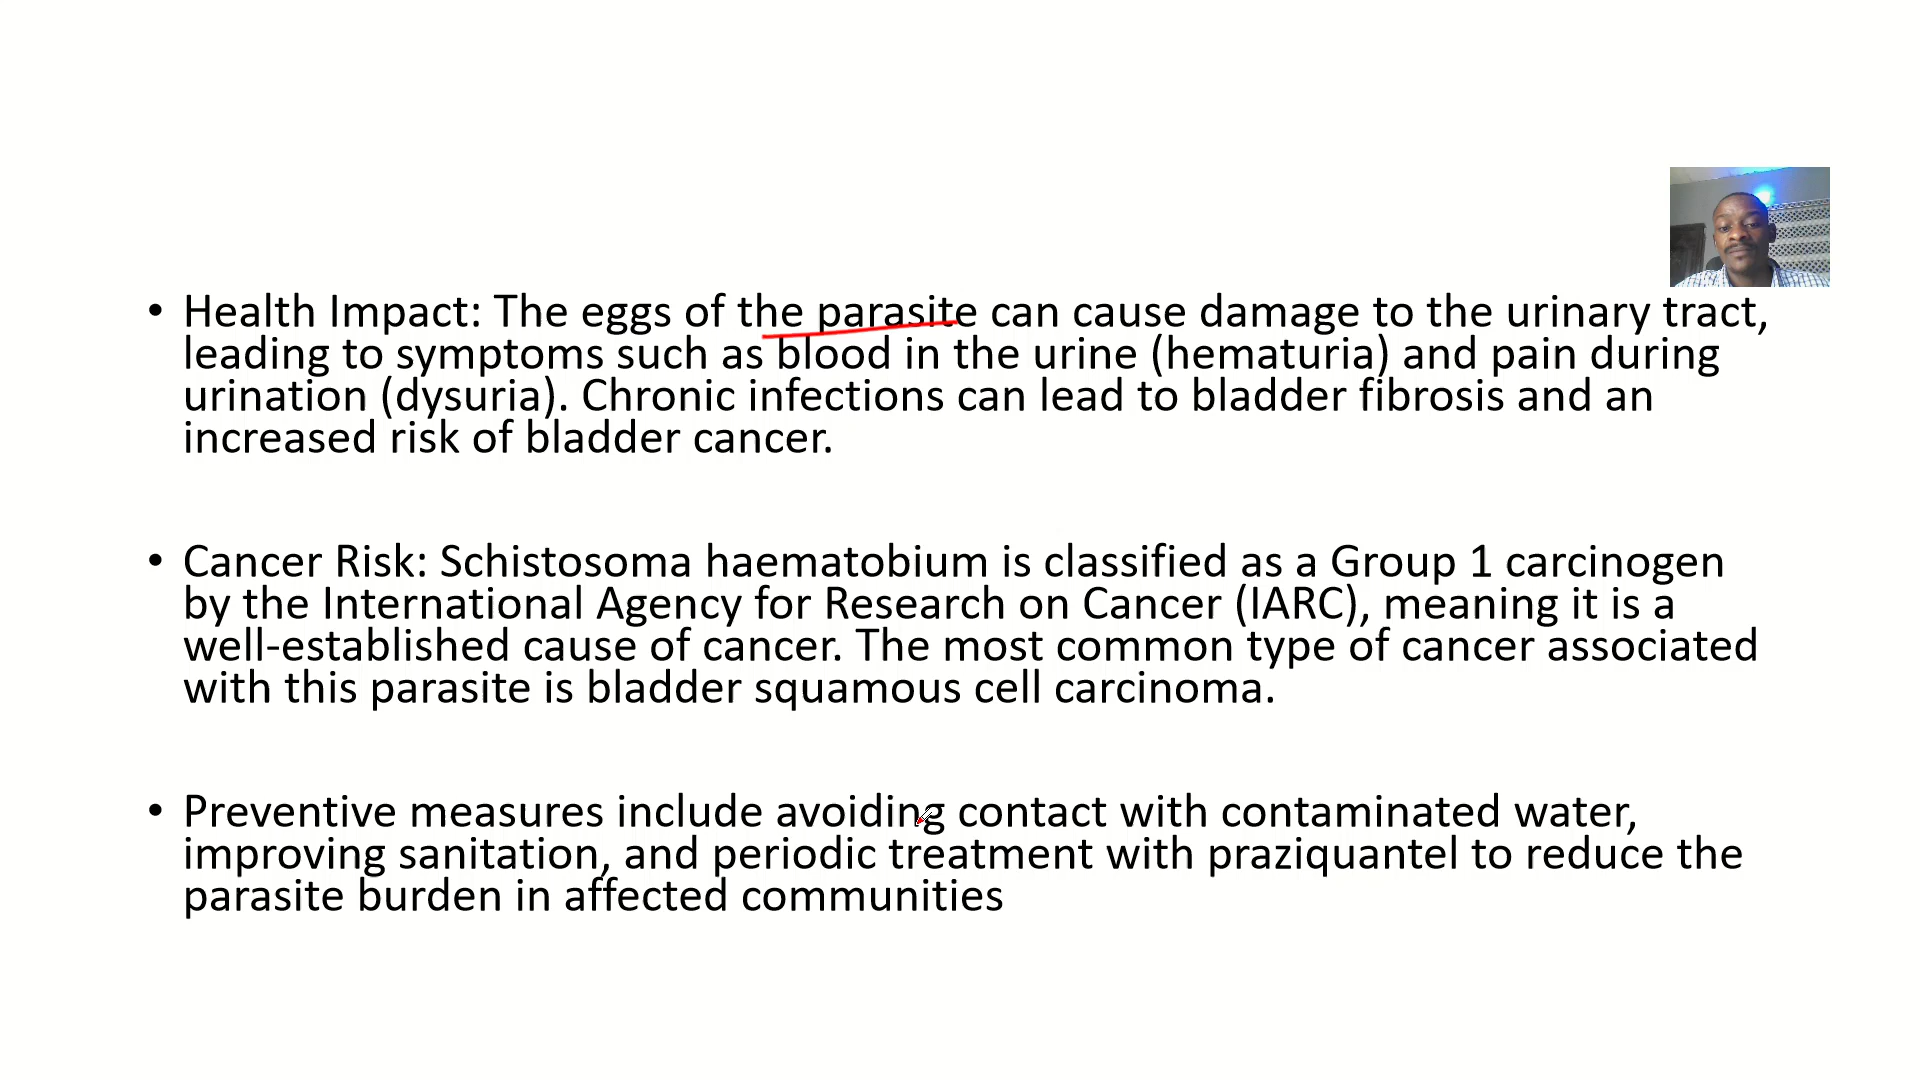 • Health Impact: The eggs of the parasite can cause damage to the urinary tract,
leading to symptoms such as blood in the urine (hematuria) and pain during
urination (dysuria). Chronic infections can lead to bladder fibrosis and an
increased risk of bladder cancer.
• Cancer Risk: Schistosoma haematobium is classified as a Group 1 carcinogen
by the International Agency for Research on Cancer (IARC), meaning it is a
well-established cause of cancer. The most common type of cancer associated
with this parasite is bladder squamous cell carcinoma.
• Preventive measures include avoiding contact with contaminated water,
improving sanitation, and periodic treatment with praziquantel to reduce the
parasite burden in affected communities